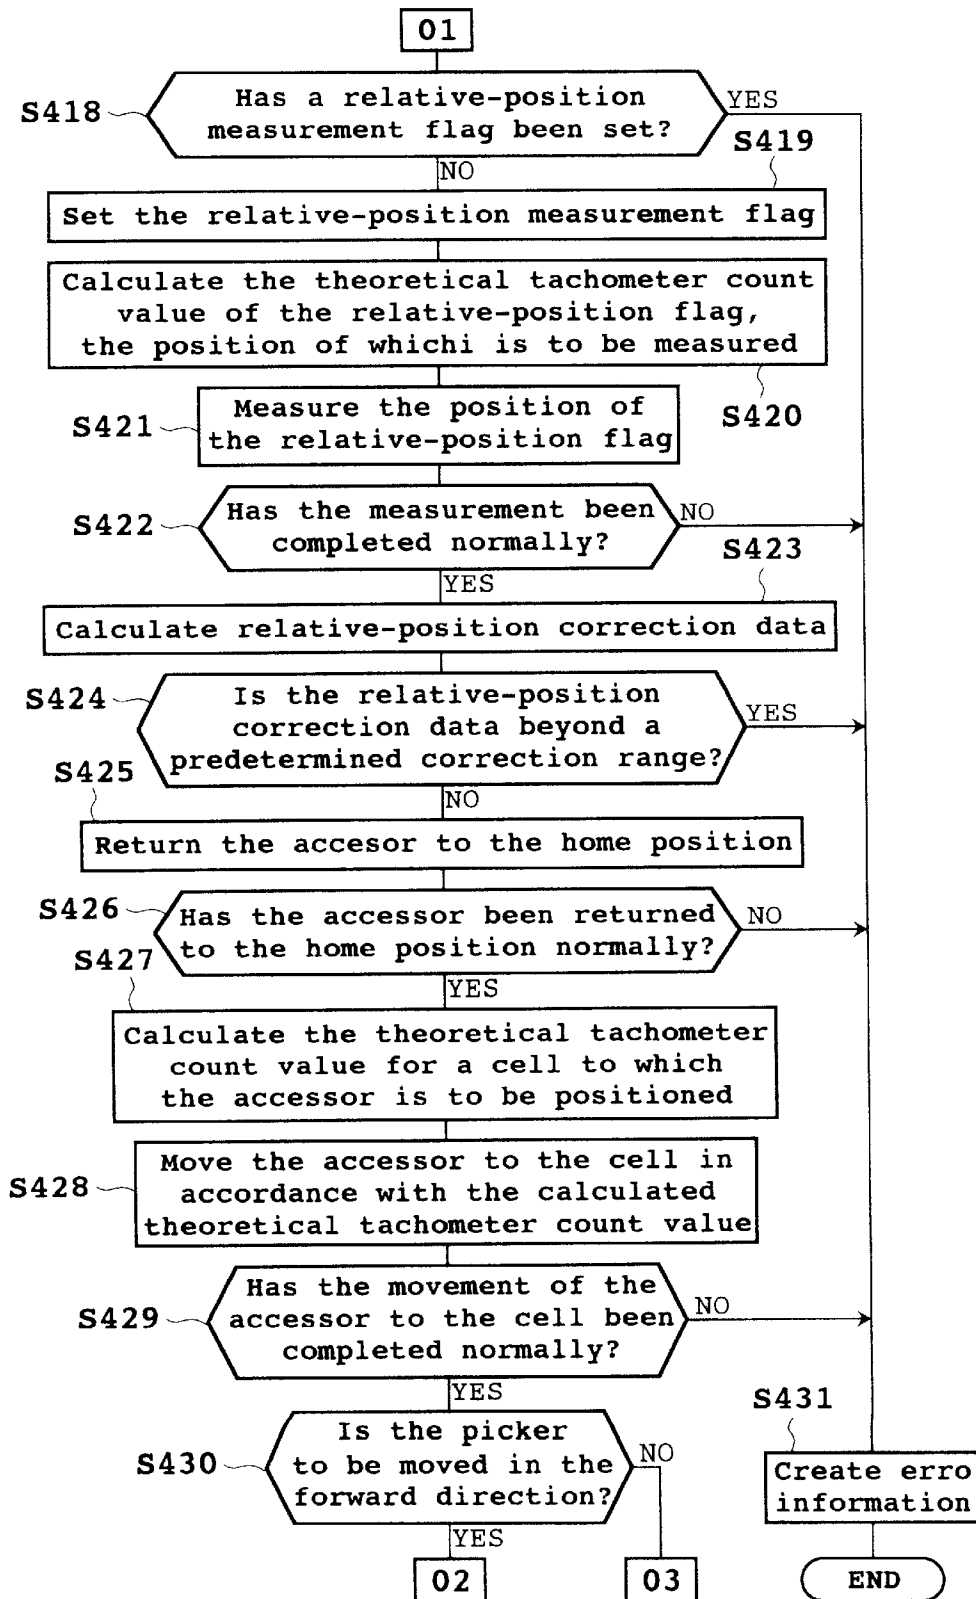 01
S418
Has a relative-position
measurement flag been set?
YES
NO
S419
Set the relative-position measurement flag
Calculate the theoretical tachometer count
value of the relative-position flag,
the position of whichi is to be measured
S420
S421
Measure the position of
the relative-position flag
S422
Has the measurement been
completed normally?
NO
YES
S423
Calculate relative-position correction data
S424
Is the relative-position
correction data beyond a
predetermined correction range?
YES
NO
S425
Return the accesor to the home position
S426
Has the accessor been returned
to the home position normally?
NO
YES
S427
Calculate the theoretical tachometer
count value for a cell to which
the accessor is to be positioned
S428
Move the accessor to the cell in
accordance with the calculated
theoretical tachometer count value
S429
Has the movement of the
accessor to the cell been
completed normally?
NO
YES
S430
Is the picker
to be moved in the
forward direction?
NO
YES
S431
Create erro
information
02
03
END